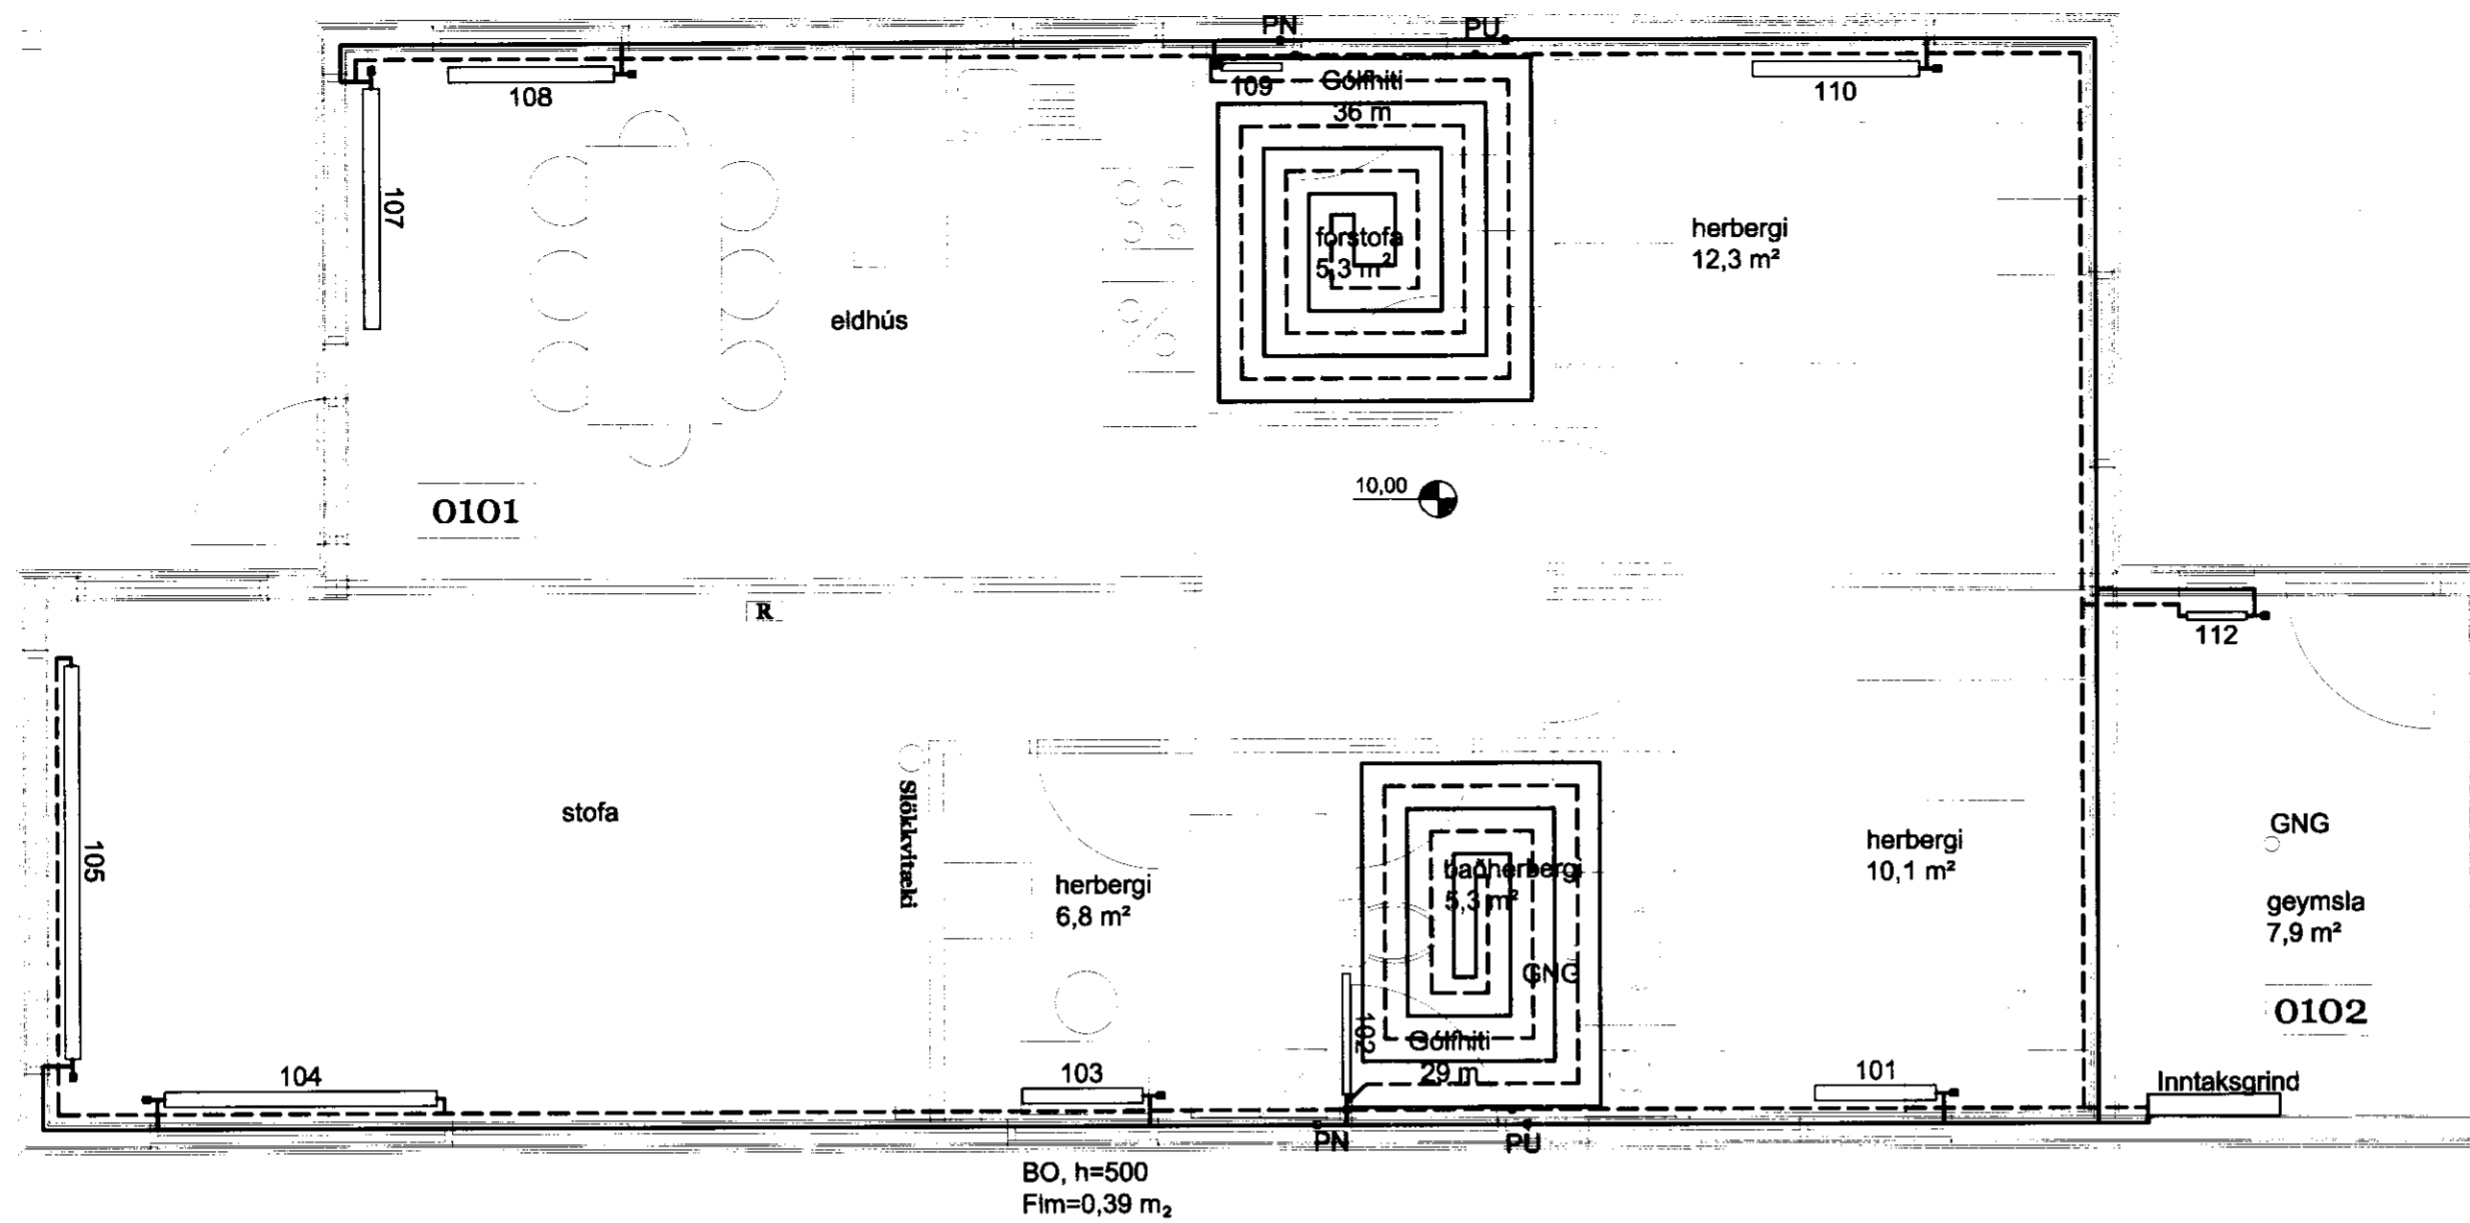 PN
PU
108
109
Gólfhiti
36 m
110
107
forstofa
5,3 m²
herbergi
12,3 m²
eldhús
10,00
0101
R
112
stofa
Slökkvitæki
105
herbergi
6,8 m²
baðherbergi
5,3 m²
GNG
herbergi
10,1 m²
GNG
geymsla
7,9 m²
0102
102
Gólfhiti
29 m
104
103
101
Inntaksgrind
PN
PU
BO, h=500
Flm=0,39 m₂